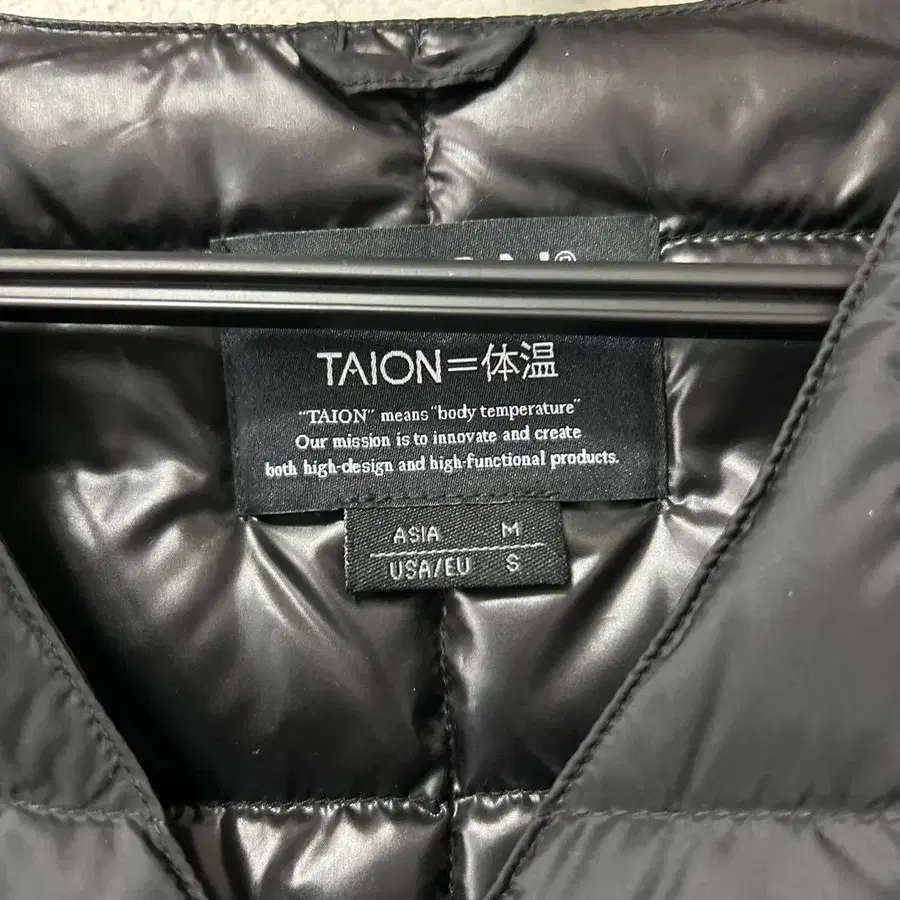 TAION=体温
"TAION" means "body temperature"
Our mission is to innovate and create
both high-design and high-functional products.
ASIA M
USA/EU S